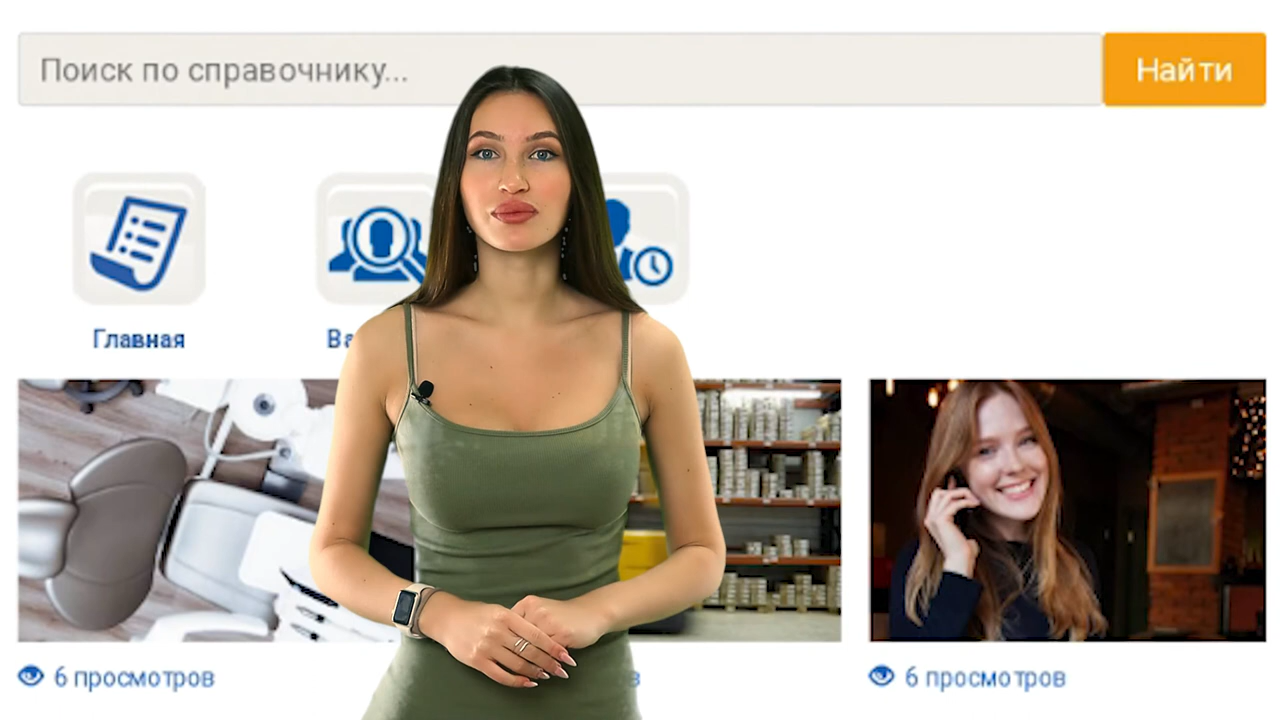 Поиск по справочнику...
Найти
Главная
6 просмотров
6 просмотров